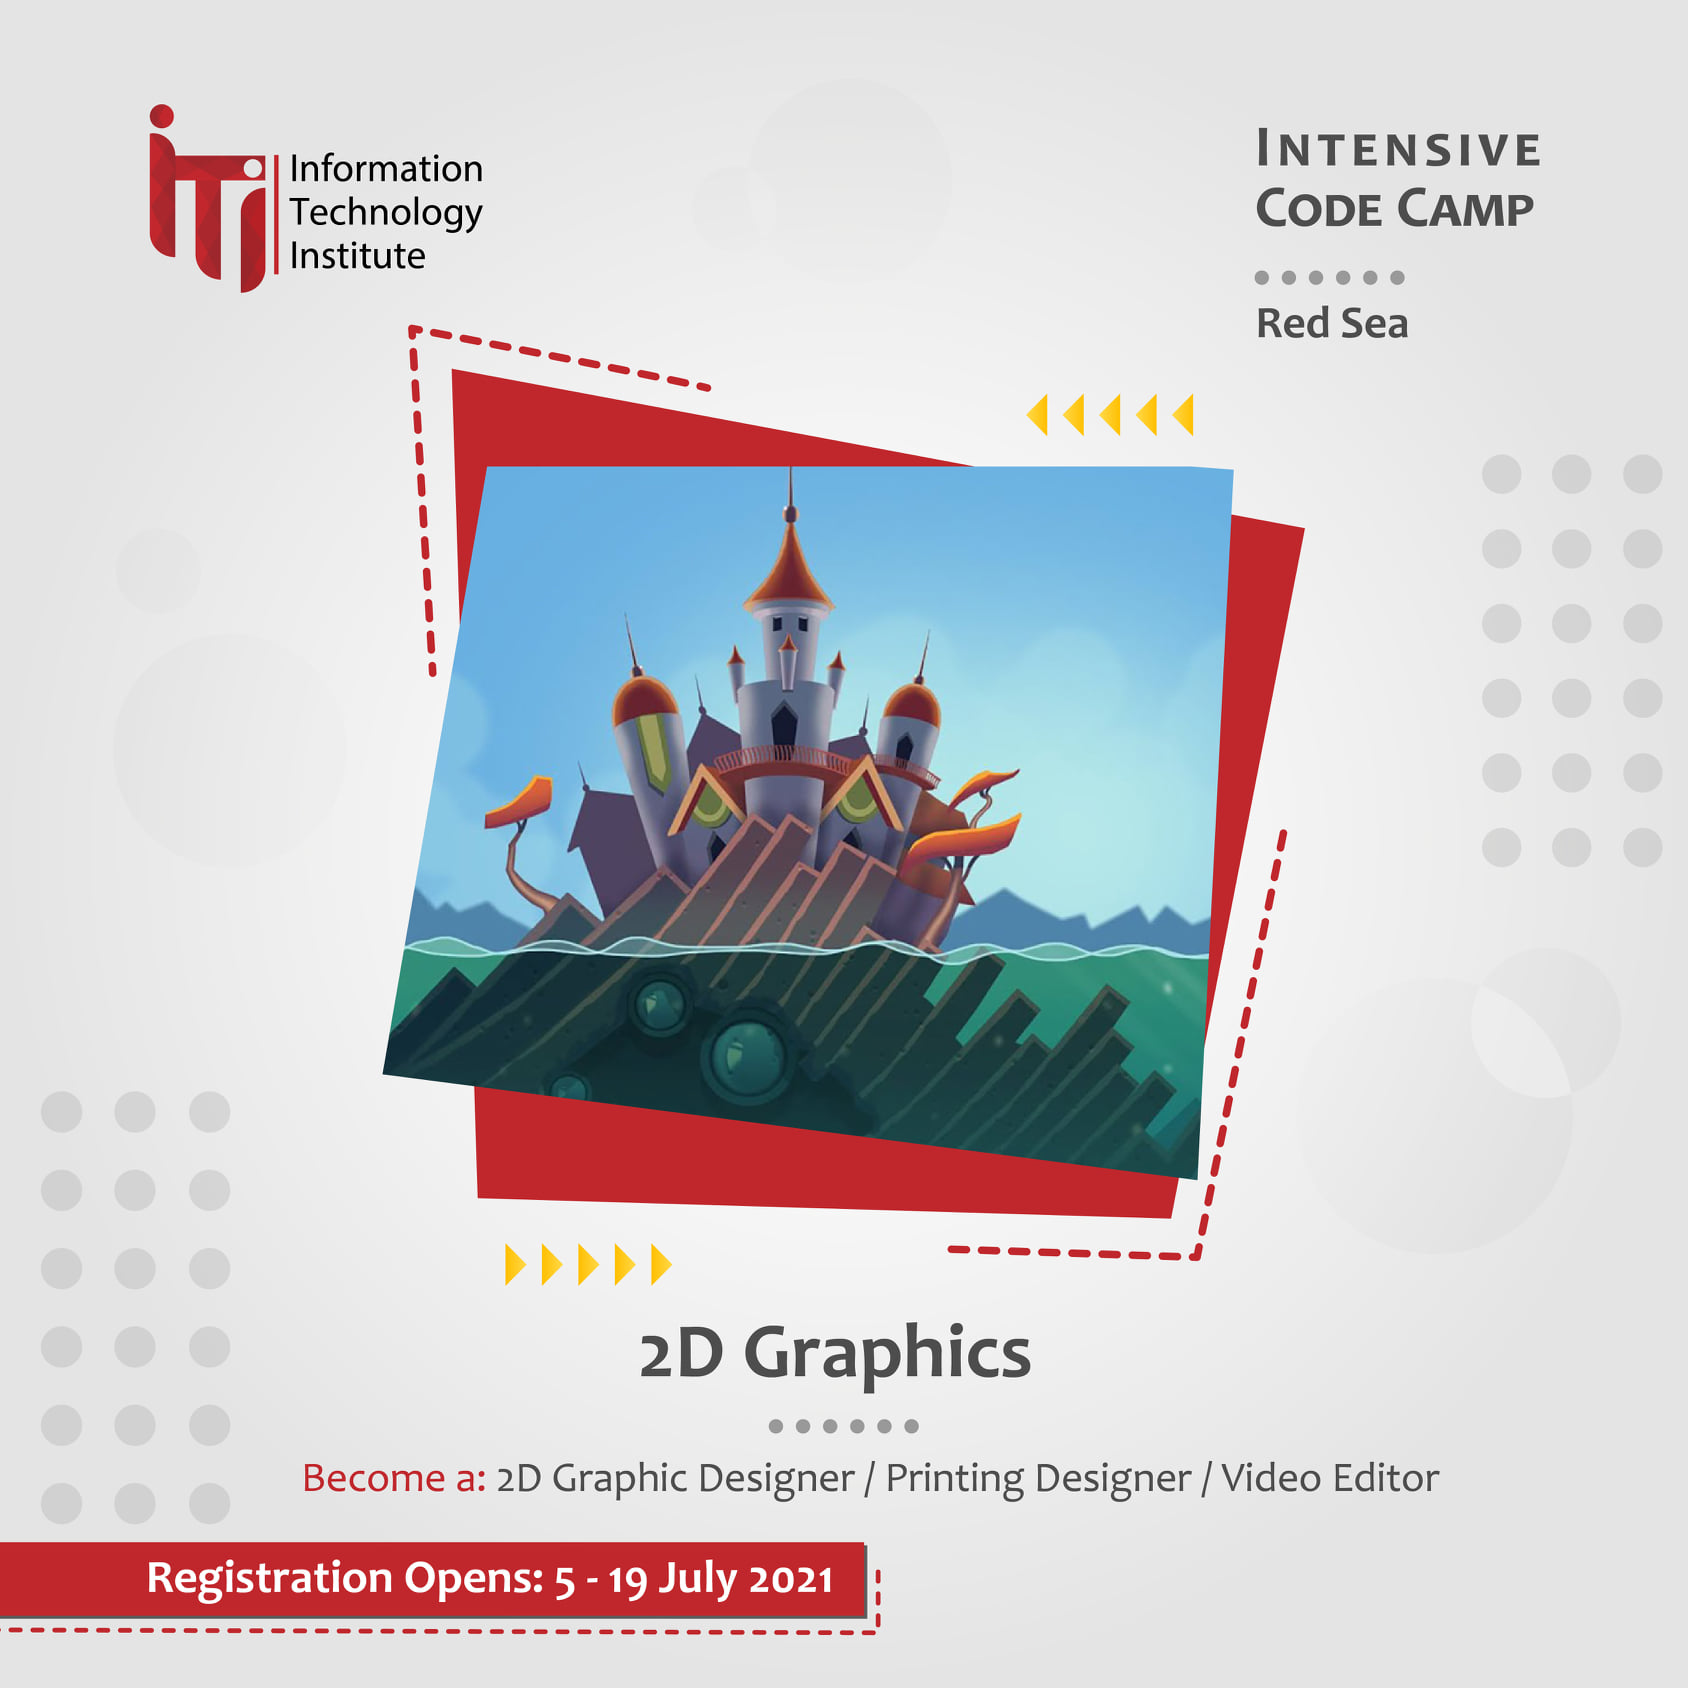 iTi
Information
Technology
Institute
INTENSIVE
CODE CAMP
Red Sea
2D Graphics
Become a: 2D Graphic Designer / Printing Designer / Video Editor
Registration Opens: 5 - 19 July 2021